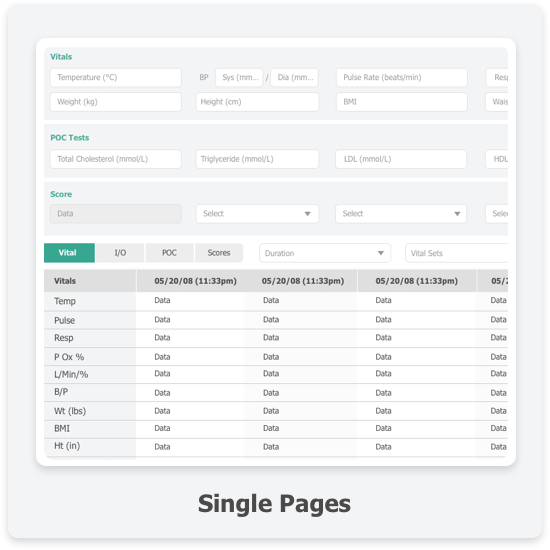 Vitals
Temperature (°C) BP Sys (mm... / Dia (mm... Pulse Rate (beats/min) Resp
Weight (kg) Height (cm) BMI Wais
POC Tests
Total Cholesterol (mmol/L) Triglyceride (mmol/L) LDL (mmol/L) HDL
Score
Data Select Select Selec
Vital I/O POC Scores Duration Vital Sets
Vitals 05/20/08 (11:33pm) 05/20/08 (11:33pm) 05/20/08 (11:33pm) 05/2
Temp Data Data Data Data
Pulse Data Data Data Data
Resp Data Data Data Data
P Ox % Data Data Data Data
L/Min/% Data Data Data Data
B/P Data Data Data Data
Wt (lbs) Data Data Data Data
BMI Data Data Data Data
Ht (in) Data Data Data Data
Single Pages